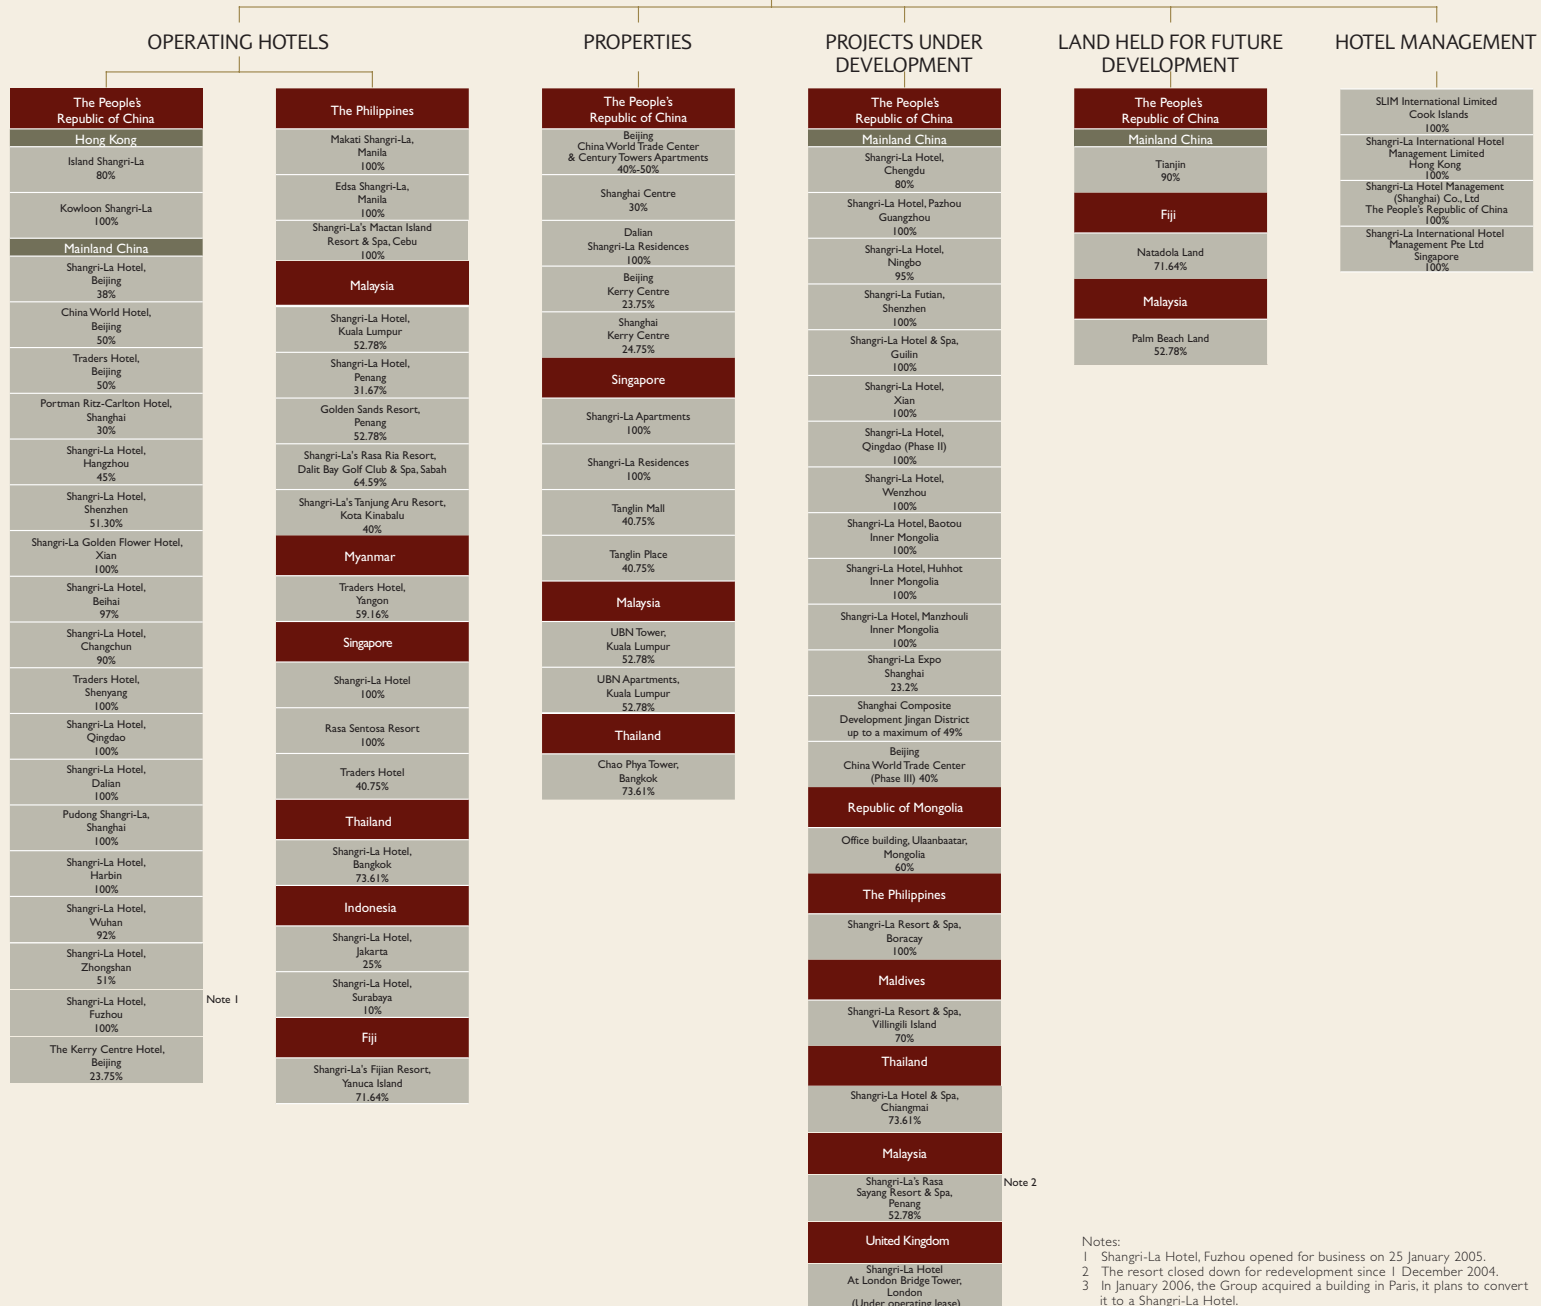 OPERATING HOTELS
The People's
Republic of China
Hong Kong
Island Shangri-La
80%
Kowloon Shangri-La
100%
Mainland China
Shangri-La Hotel,
Beijing
38%
China World Hotel,
Beijing
50%
Traders Hotel,
Beijing
50%
Portman Ritz-Carlton Hotel,
Shanghai
30%
Shangri-La Hotel,
Hangzhou
45%
Shangri-La Hotel,
Shenzhen
51.30%
Shangri-La Golden Flower Hotel,
Xian
100%
Shangri-La Hotel,
Beihai
97%
Shangri-La Hotel,
Changchun
90%
Traders Hotel,
Shenyang
100%
Shangri-La Hotel,
Qingdao
100%
Shangri-La Hotel,
Dalian
100%
Pudong Shangri-La,
Shanghai
100%
Shangri-La Hotel,
Harbin
100%
Shangri-La Hotel,
Wuhan
92%
Shangri-La Hotel,
Zhongshan
51%
Shangri-La Hotel,
Fuzhou
100%
Note 1
The Kerry Centre Hotel,
Beijing
23.75%
The Philippines
Makati Shangri-La,
Manila
100%
Edsa Shangri-La,
Manila
100%
Shangri-La's Mactan Island
Resort & Spa, Cebu
100%
Malaysia
Shangri-La Hotel,
Kuala Lumpur
52.78%
Shangri-La Hotel,
Penang
31.67%
Golden Sands Resort,
Penang
52.78%
Shangri-La's Rasa Ria Resort,
Dalit Bay Golf Club & Spa, Sabah
64.59%
Shangri-La's Tanjung Aru Resort,
Kota Kinabalu
40%
Myanmar
Traders Hotel,
Yangon
59.16%
Singapore
Shangri-La Hotel
100%
Rasa Sentosa Resort
100%
Traders Hotel
40.75%
Thailand
Shangri-La Hotel,
Bangkok
73.61%
Indonesia
Shangri-La Hotel,
Jakarta
25%
Shangri-La Hotel,
Surabaya
10%
Fiji
Shangri-La's Fijian Resort,
Yanuca Island
71.64%
PROPERTIES
The People's
Republic of China
Beijing
China World Trade Center
& Century Towers Apartments
40%-50%
Shanghai Centre
30%
Dalian
Shangri-La Residences
100%
Beijing
Kerry Centre
23.75%
Shanghai
Kerry Centre
24.75%
Singapore
Shangri-La Apartments
100%
Shangri-La Residences
100%
Tanglin Mall
40.75%
Tanglin Place
40.75%
Malaysia
UBN Tower,
Kuala Lumpur
52.78%
UBN Apartments,
Kuala Lumpur
52.78%
Thailand
Chao Phya Tower,
Bangkok
73.61%
PROJECTS UNDER
DEVELOPMENT
The People's
Republic of China
Mainland China
Shangri-La Hotel,
Chengdu
80%
Shangri-La Hotel, Pazhou
Guangzhou
100%
Shangri-La Hotel,
Ningbo
95%
Shangri-La Futian,
Shenzhen
100%
Shangri-La Hotel & Spa,
Guilin
100%
Shangri-La Hotel,
Xian
100%
Shangri-La Hotel,
Qingdao (Phase II)
100%
Shangri-La Hotel,
Wenzhou
100%
Shangri-La Hotel, Baotou
Inner Mongolia
100%
Shangri-La Hotel, Huhhot
Inner Mongolia
100%
Shangri-La Hotel, Manzhouli
Inner Mongolia
100%
Shangri-La Expo
Shanghai
23.2%
Shanghai Composite
Development Jingan District
up to a maximum of 49%
Beijing
China World Trade Center
(Phase III) 40%
Republic of Mongolia
Office building, Ulaanbaatar,
Mongolia
60%
The Philippines
Shangri-La Resort & Spa,
Boracay
100%
Maldives
Shangri-La Resort & Spa,
Villingili Island
70%
Thailand
Shangri-La Hotel & Spa,
Chiangmai
73.61%
Malaysia
Shangri-La's Rasa
Sayang Resort & Spa,
Penang
52.78%
Note 2
United Kingdom
Shangri-La Hotel
At London Bridge Tower,
London
(Under operating lease)
LAND HELD FOR FUTURE
DEVELOPMENT
The People's
Republic of China
Mainland China
Tianjin
90%
Fiji
Natadola Land
71.64%
Malaysia
Palm Beach Land
52.78%
HOTEL MANAGEMENT
SLIM International Limited
Cook Islands
100%
Shangri-La International Hotel
Management Limited
Hong Kong
100%
Shangri-La Hotel Management
(Shanghai) Co., Ltd
The People's Republic of China
100%
Shangri-La International Hotel
Management Pte Ltd
Singapore
100%
Notes:
1 Shangri-La Hotel, Fuzhou opened for business on 25 January 2005.
2 The resort closed down for redevelopment since 1 December 2004.
3 In January 2006, the Group acquired a building in Paris, it plans to convert
it to a Shangri-La Hotel.